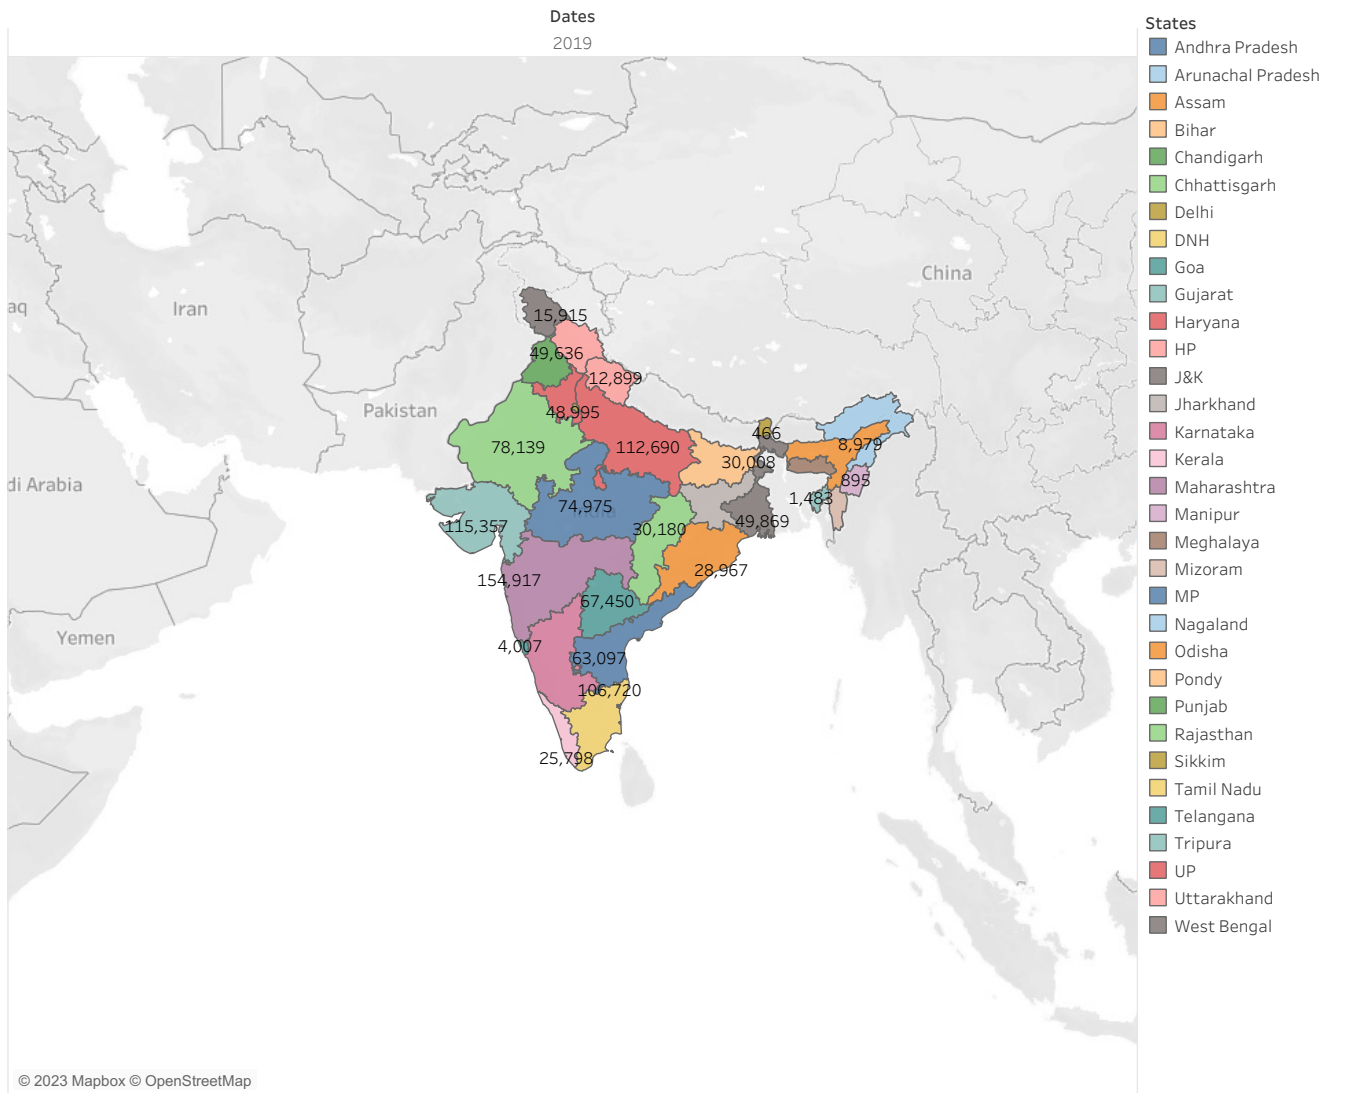 Dates
2019
States
Andhra Pradesh
Arunachal Pradesh
Assam
Bihar
Chandigarh
Chhattisgarh
Delhi
DNH
Goa
Gujarat
Haryana
HP
J&K
Jharkhand
Karnataka
Kerala
Maharashtra
Manipur
Meghalaya
Mizoram
MP
Nagaland
Odisha
Pondy
Punjab
Rajasthan
Sikkim
Tamil Nadu
Telangana
Tripura
UP
Uttarakhand
West Bengal
China
aq
Iran
15,915
49,636
12,899
Pakistan
48,995
466
78,139
112,690
8,979
30,008
di Arabia
895
1,483
74,975
115,357
49,869
30,180
28,967
154,917
67,450
Yemen
4,007
63,097
106,720
25,798
© 2023 Mapbox © OpenStreetMap